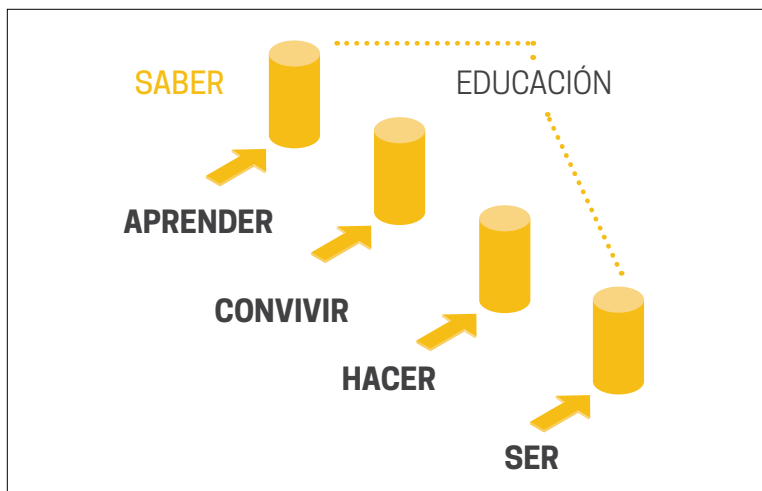 SABER
EDUCACIÓN
APRENDER
CONVIVIR
HACER
SER